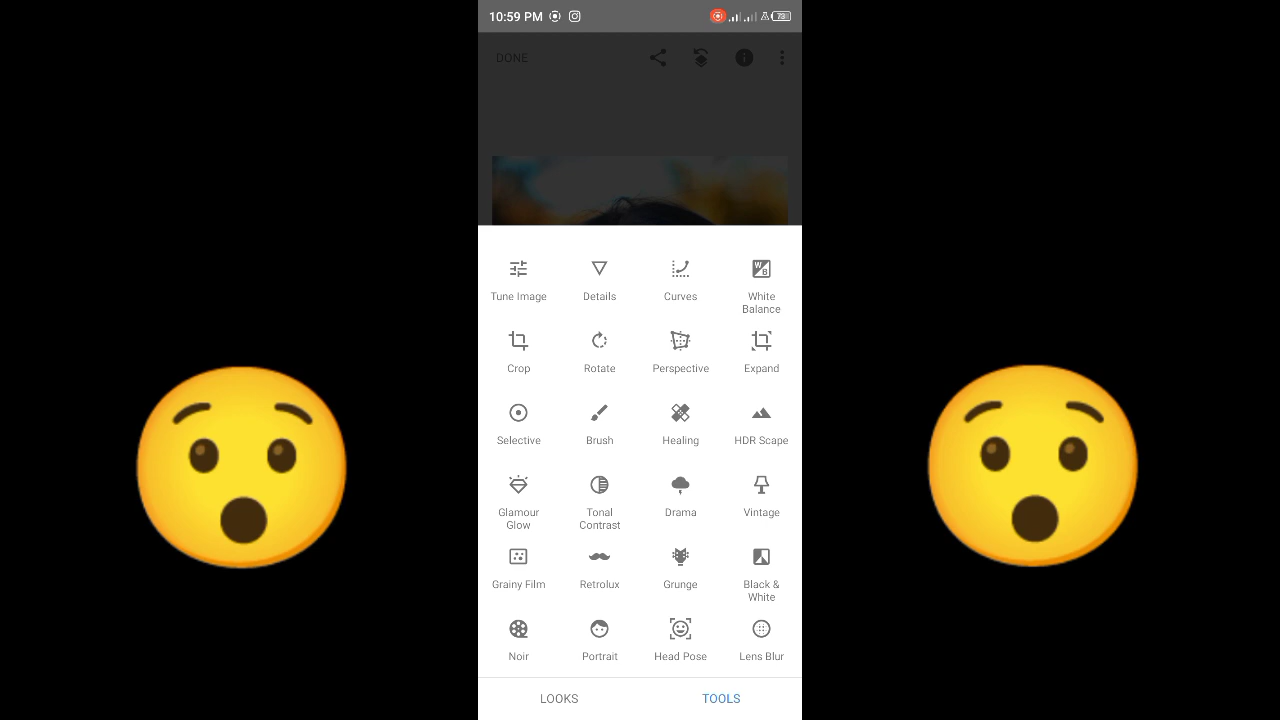 10:59 PM
73
DONE
Tune Image
Details
Curves
White
Balance
Crop
Rotate
Perspective
Expand
Selective
Brush
Healing
HDR Scape
Glamour
Glow
Tonal
Contrast
Drama
Vintage
Grainy Film
Retrolux
Grunge
Black &
White
Noir
Portrait
Head Pose
Lens Blur
LOOKS
TOOLS